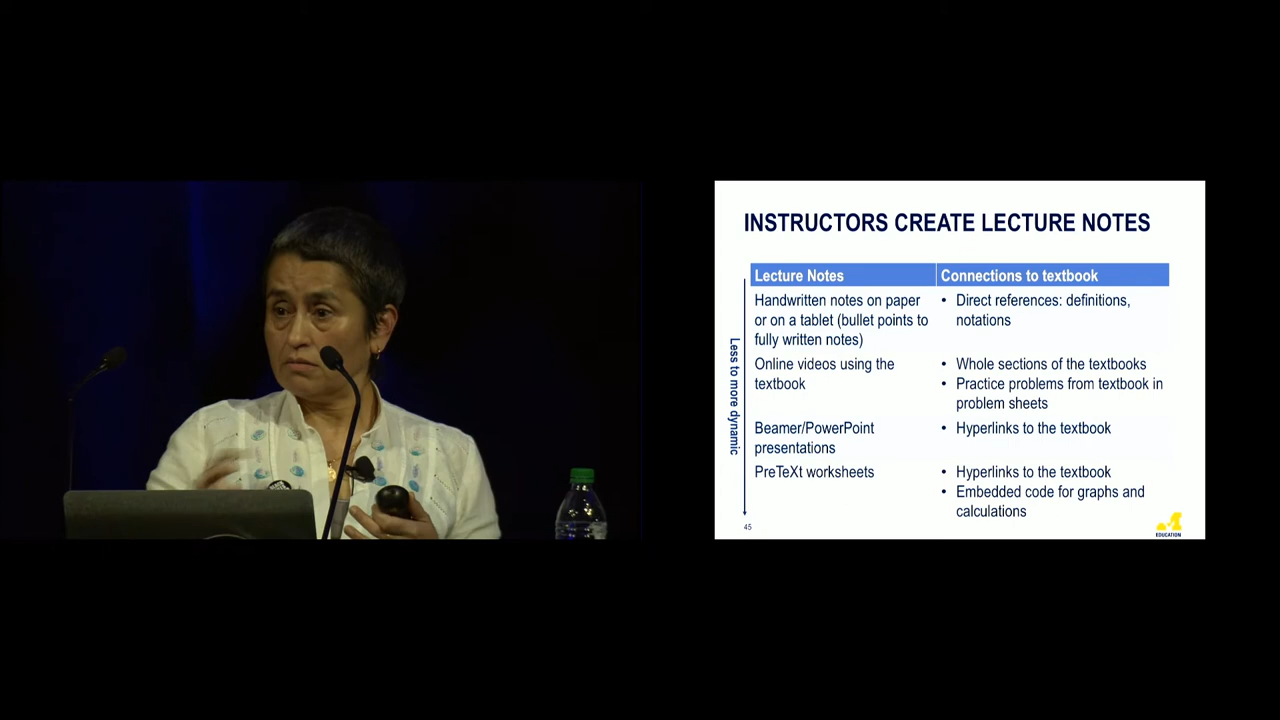 INSTRUCTORS CREATE LECTURE NOTES
Lecture Notes
Connections to textbook
Handwritten notes on paper
or on a tablet (bullet points to
fully written notes)
• Direct references: definitions,
notations
Online videos using the
textbook
• Whole sections of the textbooks
• Practice problems from textbook in
problem sheets
Beamer/PowerPoint
presentations
• Hyperlinks to the textbook
PreTeXt worksheets
• Hyperlinks to the textbook
• Embedded code for graphs and
calculations
Less to more dynamic
45
EDUCATION